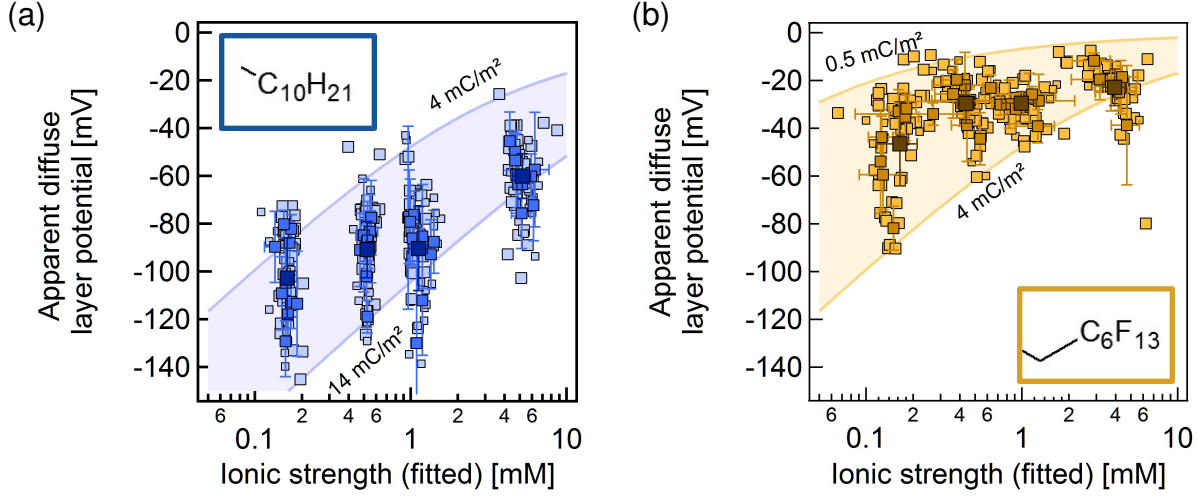 (a)
0
-20
-40
-60
-80
-100
-120
-140
Apparent diffuse
layer potential [mV]
C₁₀H₂₁
4 mC/m²
14 mC/m²
6
2
4
6
2
4
6
0.1
1
10
Ionic strength (fitted) [mM]
(b)
0
-20
-40
-60
-80
-100
-120
-140
Apparent diffuse
layer potential [mV]
0.5 mC/m²
4 mC/m²
C₆F₁₃
6
2
4
6
2
4
6
0.1
1
10
Ionic strength (fitted) [mM]